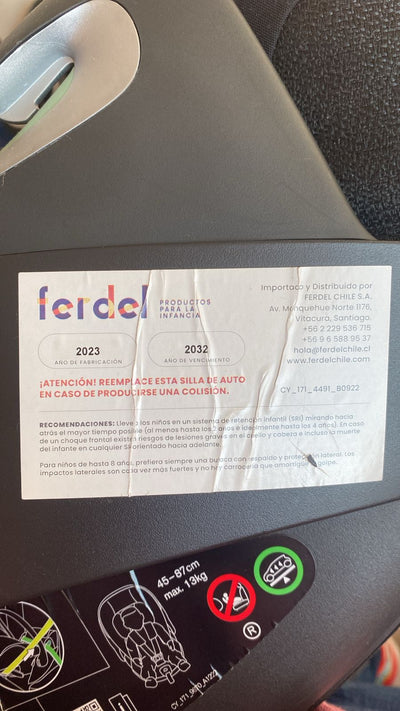 ferdel PRODUCTOS
PARA LA
INFANCIA
Importado y Distribuido por
FERDEL CHILE S.A.
Av. Monquehue Norte 1176,
Vitacura, Santiago.
+56 2 229 536 715
+56 9 6 588 95 37
hola@ferdelchile.cl
www.ferdelchile.com
2023
AÑO DE FABRICACIÓN
2032
AÑO DE VENCIMIENTO
¡ATENCIÓN! REEMPLACE ESTA SILLA DE AUTO
EN CASO DE PRODUCIRSE UNA COLISIÓN.
CY_171_4491_B0922
RECOMENDACIONES: Lleve a los niños en un sistema de retención infantil (SRI) mirando hacia
atrás el mayor tiempo posible (al menos hasta los 2 años e idealmente hasta los 4 años). En caso
de un choque frontal existen riesgos de lesiones graves en el cuello y cabeza e incluso la muerte
del infante en cualquier SRI orientado hacia adelante.
Para niños de hasta 8 años, prefiera siempre una butaca con respaldo y protección lateral. Los
impactos laterales son cada vez más fuertes y no hay carrocería que amortigüe el golpe.
45-87cm
max. 13kg
®
CY_171_9070_A1222